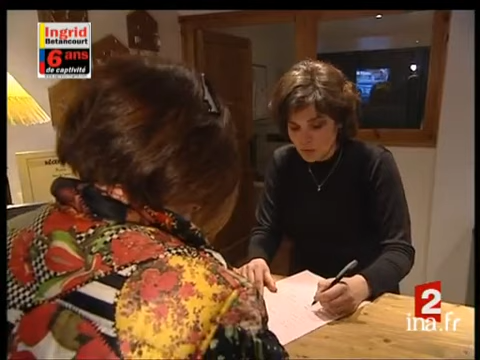 Ingrid
Betancourt
6 ans
de captivité
2
ina.fr